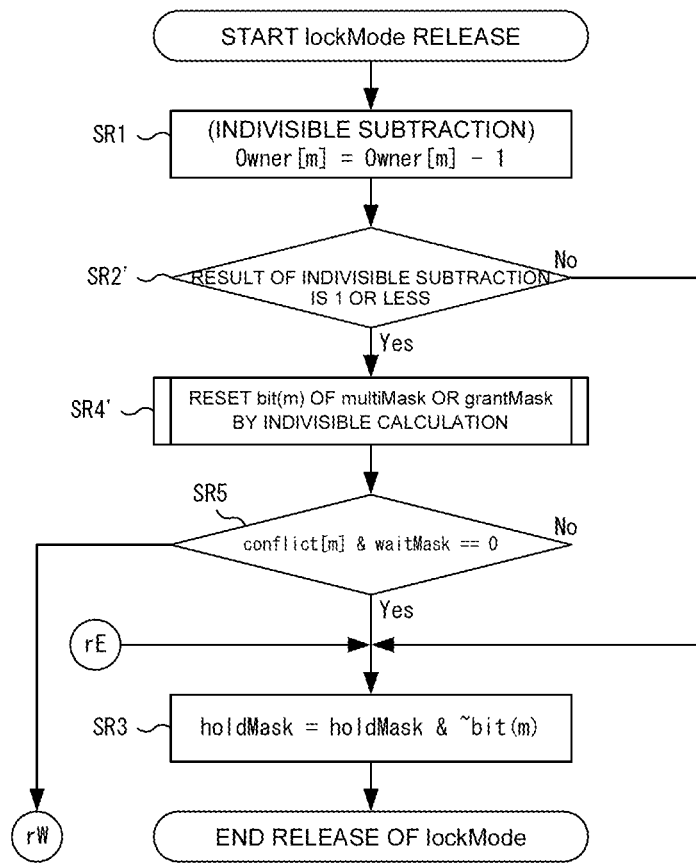 START lockMode RELEASE
SR1
(INDIVISIBLE SUBTRACTION)
Owner[m] = Owner[m] - 1
SR2'
RESULT OF INDIVISIBLE SUBTRACTION
IS 1 OR LESS
No
Yes
SR4'
RESET bit(m) OF multiMask OR grantMask
BY INDIVISIBLE CALCULATION
SR5
conflict[m] & waitMask == 0
No
Yes
rE
SR3
holdMask = holdMask & ~bit(m)
rW
END RELEASE OF lockMode